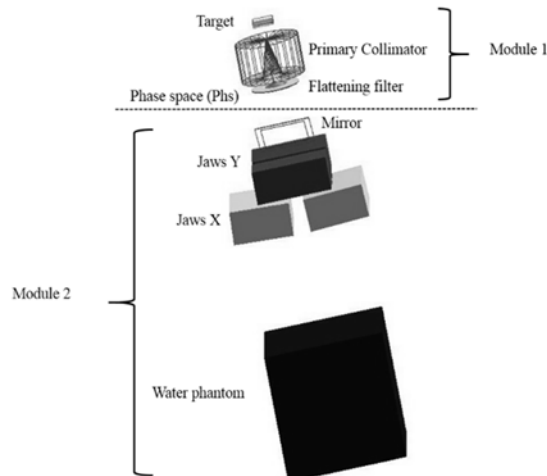 Target
Primary Collimator
Module 1
Flattening filter
Phase space (Phs)
Mirror
Jaws Y
Jaws X
Module 2
Water phantom